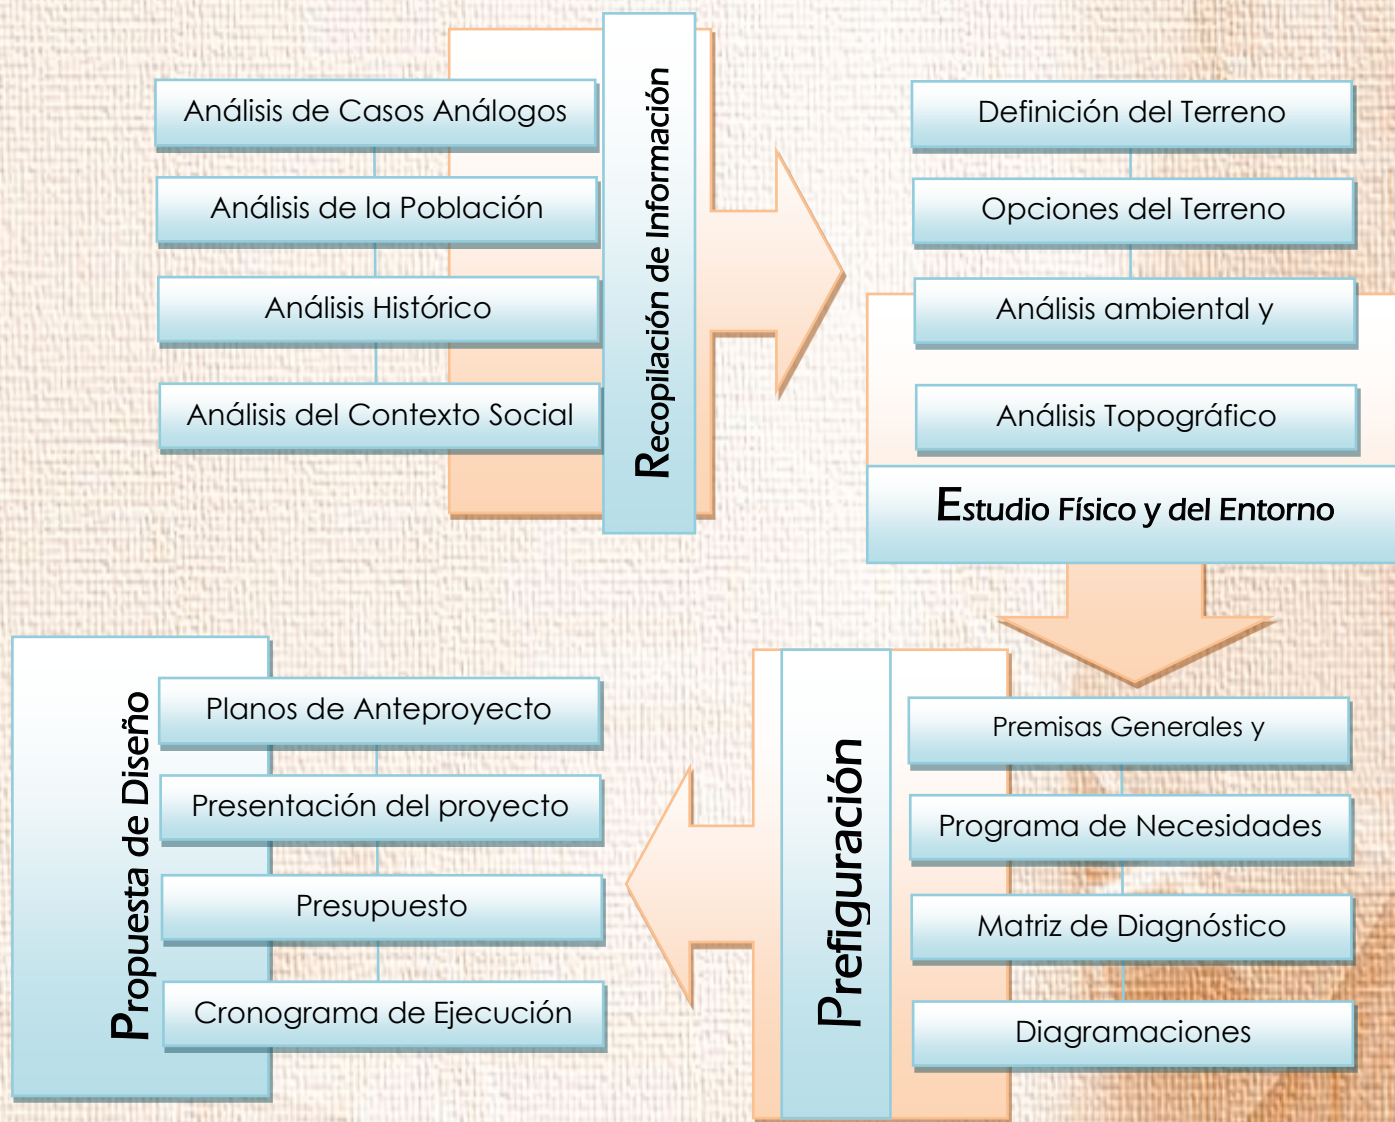 Análisis de Casos Análogos
Análisis de la Población
Análisis Histórico
Análisis del Contexto Social
Recopilación de Información
Definición del Terreno
Opciones del Terreno
Análisis ambiental y
Análisis Topográfico
Estudio Físico y del Entorno
Premisas Generales y
Programa de Necesidades
Matriz de Diagnóstico
Diagramaciones
Prefiguración
Propuesta de Diseño
Planos de Anteproyecto
Presentación del proyecto
Presupuesto
Cronograma de Ejecución